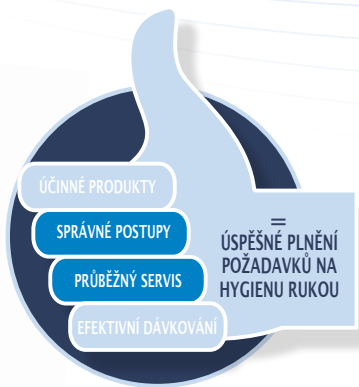 ÚČINNÉ PRODUKTY
SPRÁVNÉ POSTUPY
PRŮBĚŽNÝ SERVIS
EFEKTIVNÍ DÁVKOVÁNÍ
=
ÚSPĚŠNÉ PLNĚNÍ
POŽADAVKŮ NA
HYGIENU RUKOU